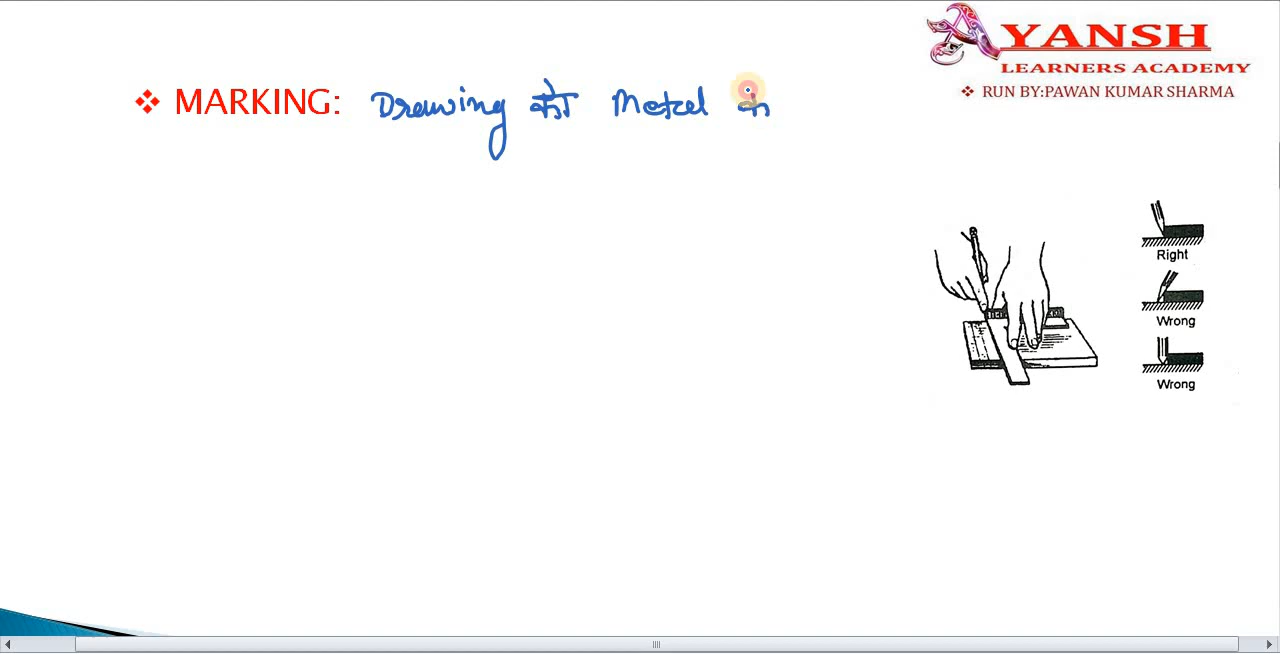 AYANSH
LEARNERS ACADEMY
❖ RUN BY:PAWAN KUMAR SHARMA
❖ MARKING: Drawing को Metal क
Right
Wrong
Wrong